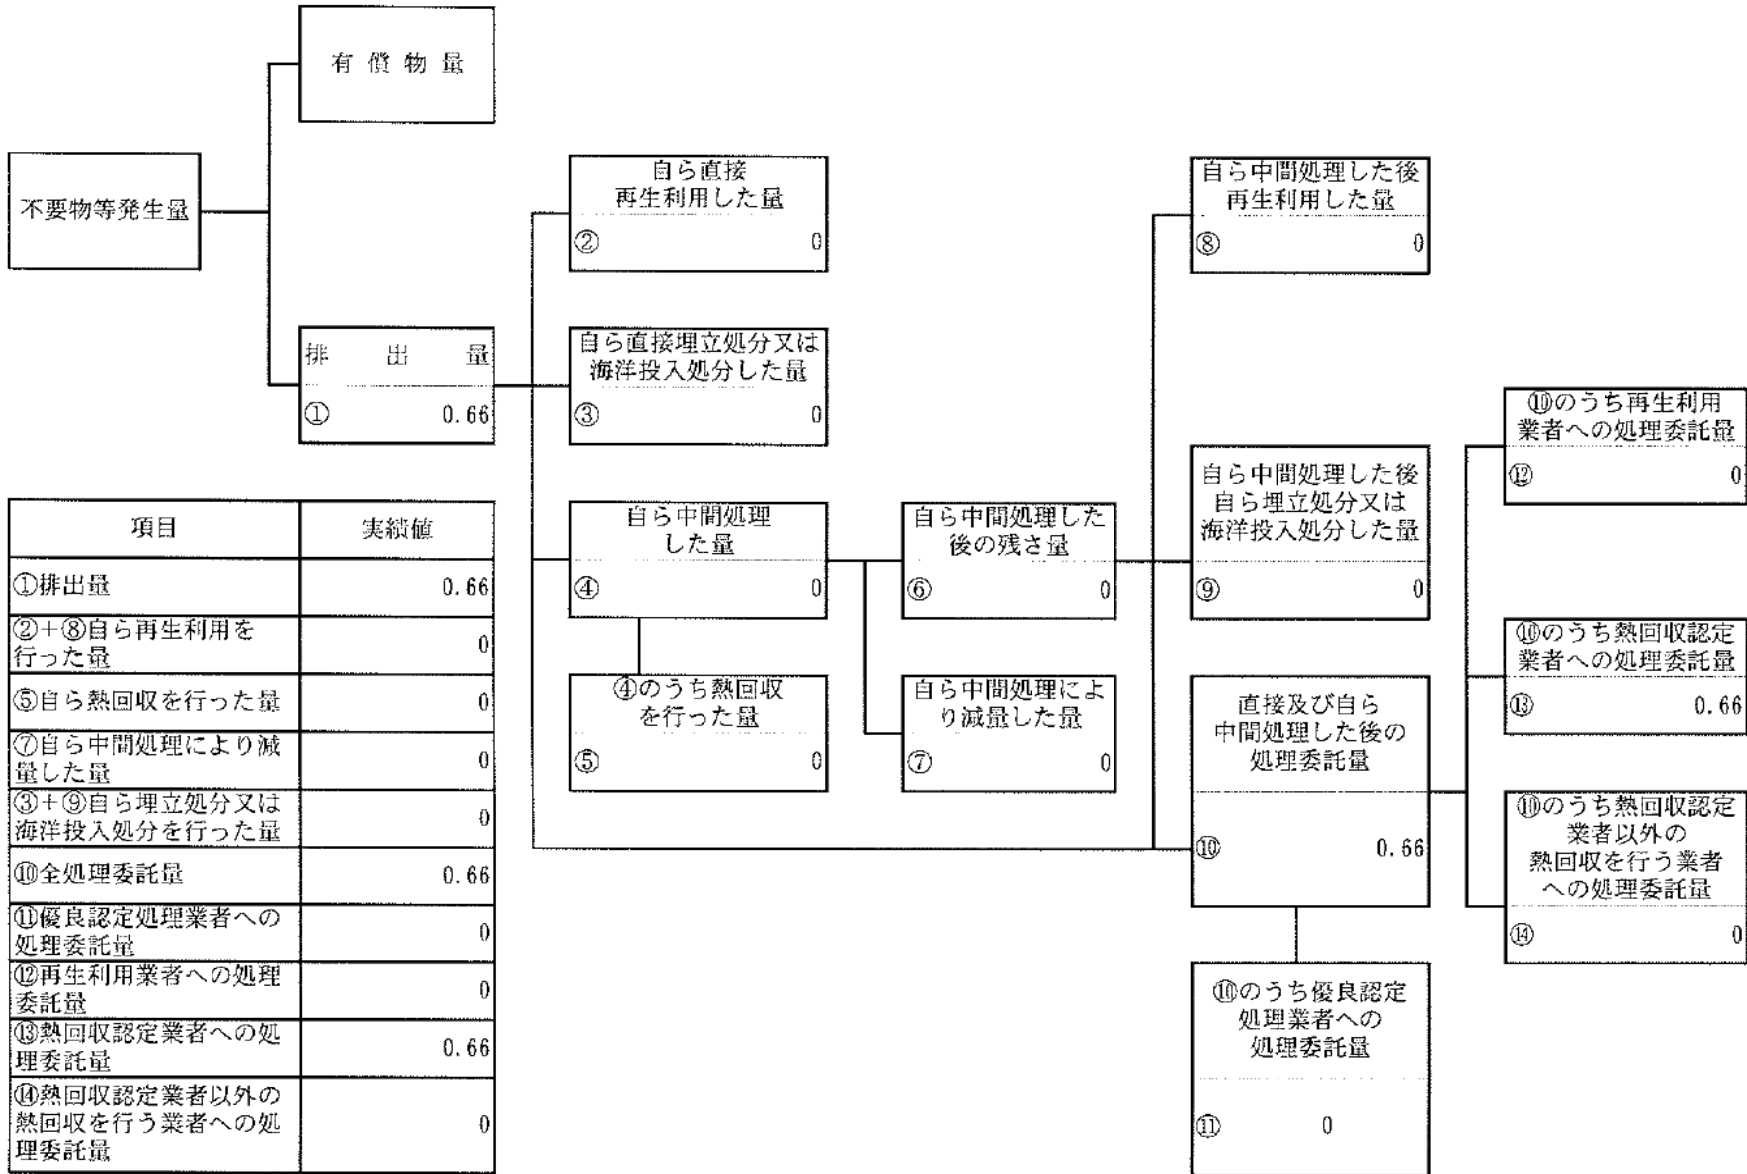 有償物量
不要物等発生量
排出量
① 0.66
自ら直接
再生利用した量
② 0
自ら直接埋立処分又は
海洋投入処分した量
③ 0
自ら中間処理
した量
④ 0
④のうち熱回収
を行った量
⑤ 0
自ら中間処理した
後の残さ量
⑥ 0
自ら中間処理によ
り減量した量
⑦ 0
自ら中間処理した後
再生利用した量
⑧ 0
自ら中間処理した後
自ら埋立処分又は
海洋投入処分した量
⑨ 0
直接及び自ら
中間処理した後の
処理委託量
⑩ 0.66
⑩のうち優良認定
処理業者への
処理委託量
⑪ 0
⑩のうち再生利用
業者への処理委託量
⑫ 0
⑩のうち熱回収認定
業者への処理委託量
⑬ 0.66
⑩のうち熱回収認定
業者以外の
熱回収を行う業者
への処理委託量
⑭ 0
項目 実績値
①排出量 0.66
②+⑧自ら再生利用を
行った量 0
⑤自ら熱回収を行った量 0
⑦自ら中間処理により減
量した量 0
③+⑨自ら埋立処分又は
海洋投入処分を行った量 0
⑩全処理委託量 0.66
⑪優良認定処理業者への
処理委託量 0
⑫再生利用業者への処理
委託量 0
⑬熱回収認定業者への処
理委託量 0.66
⑭熱回収認定業者以外の
熱回収を行う業者への処
理委託量 0